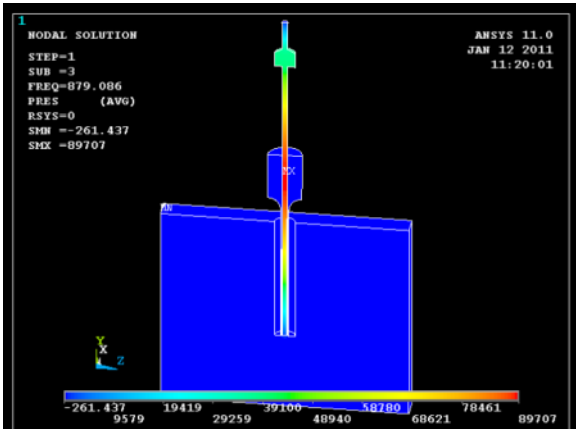 1
NODAL SOLUTION
STEP=1
SUB =3
FREQ=879.086
PRES (AVG)
RSYS=0
SMN =-261.437
SMX =89707
ANSYS 11.0
JAN 12 2011
11:20:01
MX
MN
Y
X
Z
-261.437 19419 39100 58780 78461
9579 29259 48940 68621 89707